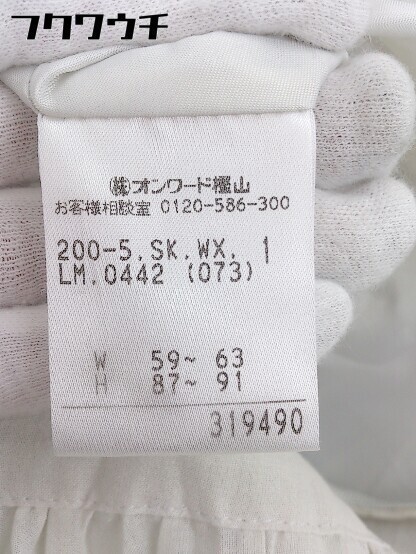 フクワウチ
(株)オンワード樫山
お客様相談室 0120-586-300
200-5.SK.WX. 1
LM.0442 (073)
W 59~ 63
H 87~ 91
319490